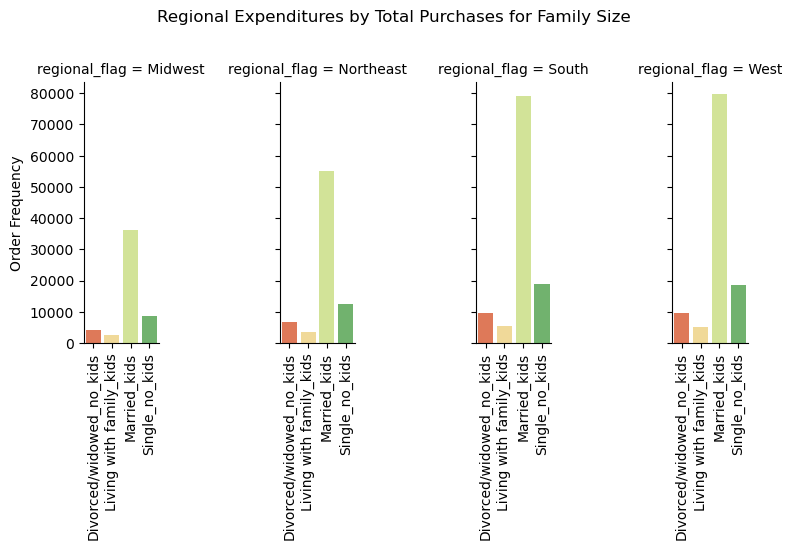 Regional Expenditures by Total Purchases for Family Size
regional_flag = Midwest
regional_flag = Northeast
regional_flag = South
regional_flag = West
Order Frequency
80000
70000
60000
50000
40000
30000
20000
10000
0
Divorced/widowed_no_kids
Living with family_kids
Married_kids
Single_no_kids
Divorced/widowed_no_kids
Living with family_kids
Married_kids
Single_no_kids
Divorced/widowed_no_kids
Living with family_kids
Married_kids
Single_no_kids
Divorced/widowed_no_kids
Living with family_kids
Married_kids
Single_no_kids